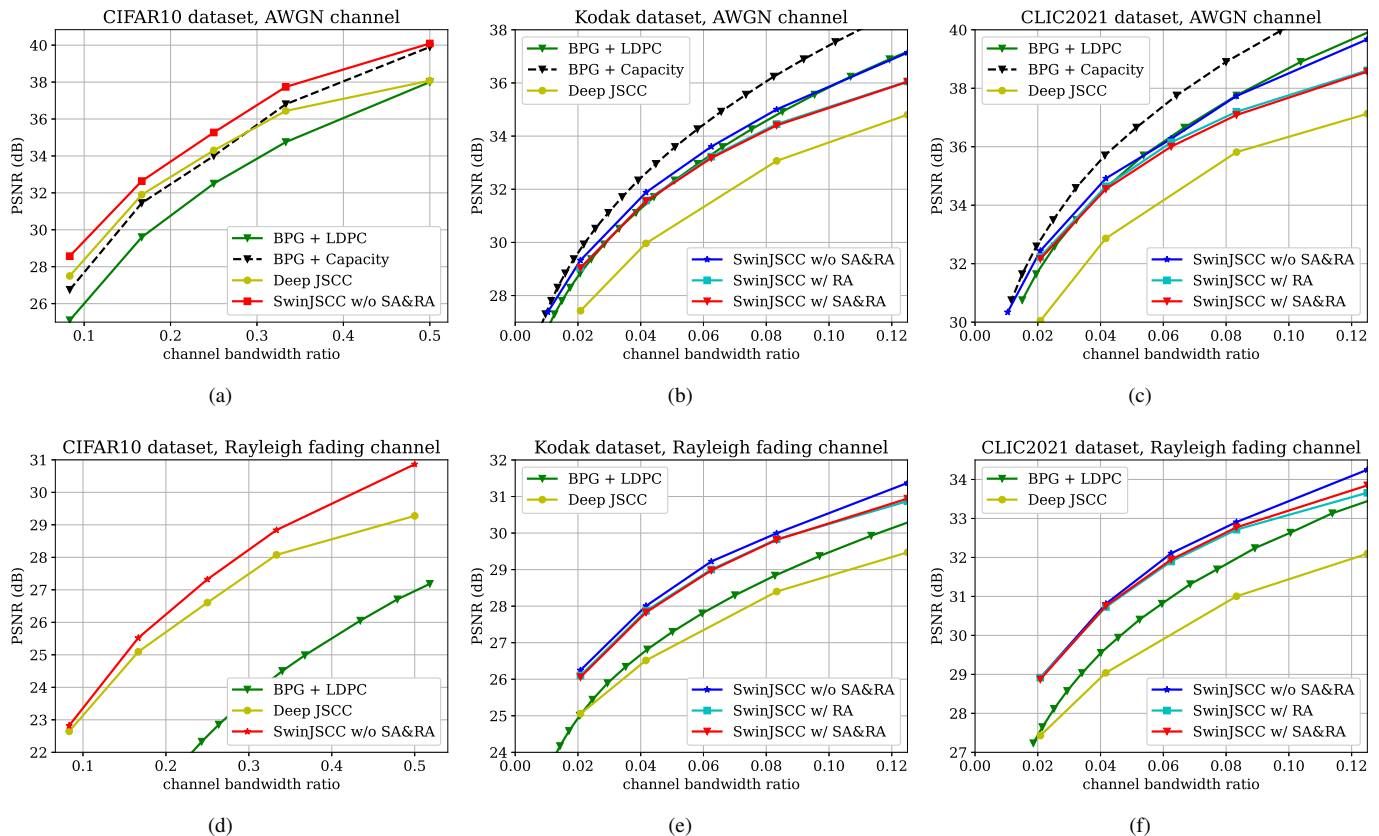 CIFAR10 dataset, AWGN channel
PSNR (dB)
40
38
36
34
32
30
28
26
0.1 0.2 0.3 0.4 0.5
channel bandwidth ratio
BPG + LDPC
BPG + Capacity
Deep JSCC
SwinJSCC w/o SA&RA
(a)
Kodak dataset, AWGN channel
PSNR (dB)
38
36
34
32
30
28
0.00 0.02 0.04 0.06 0.08 0.10 0.12
channel bandwidth ratio
BPG + LDPC
BPG + Capacity
Deep JSCC
SwinJSCC w/o SA&RA
SwinJSCC w/ RA
SwinJSCC w/ SA&RA
(b)
CLIC2021 dataset, AWGN channel
PSNR (dB)
40
38
36
34
32
30
0.00 0.02 0.04 0.06 0.08 0.10 0.12
channel bandwidth ratio
BPG + LDPC
BPG + Capacity
Deep JSCC
SwinJSCC w/o SA&RA
SwinJSCC w/ RA
SwinJSCC w/ SA&RA
(c)
CIFAR10 dataset, Rayleigh fading channel
PSNR (dB)
31
30
29
28
27
26
25
24
23
22
0.1 0.2 0.3 0.4 0.5
channel bandwidth ratio
BPG + LDPC
Deep JSCC
SwinJSCC w/o SA&RA
(d)
Kodak dataset, Rayleigh fading channel
PSNR (dB)
32
31
30
29
28
27
26
25
24
0.00 0.02 0.04 0.06 0.08 0.10 0.12
channel bandwidth ratio
BPG + LDPC
Deep JSCC
SwinJSCC w/o SA&RA
SwinJSCC w/ RA
SwinJSCC w/ SA&RA
(e)
CLIC2021 dataset, Rayleigh fading channel
PSNR (dB)
34
33
32
31
30
29
28
27
0.00 0.02 0.04 0.06 0.08 0.10 0.12
channel bandwidth ratio
BPG + LDPC
Deep JSCC
SwinJSCC w/o SA&RA
SwinJSCC w/ RA
SwinJSCC w/ SA&RA
(f)